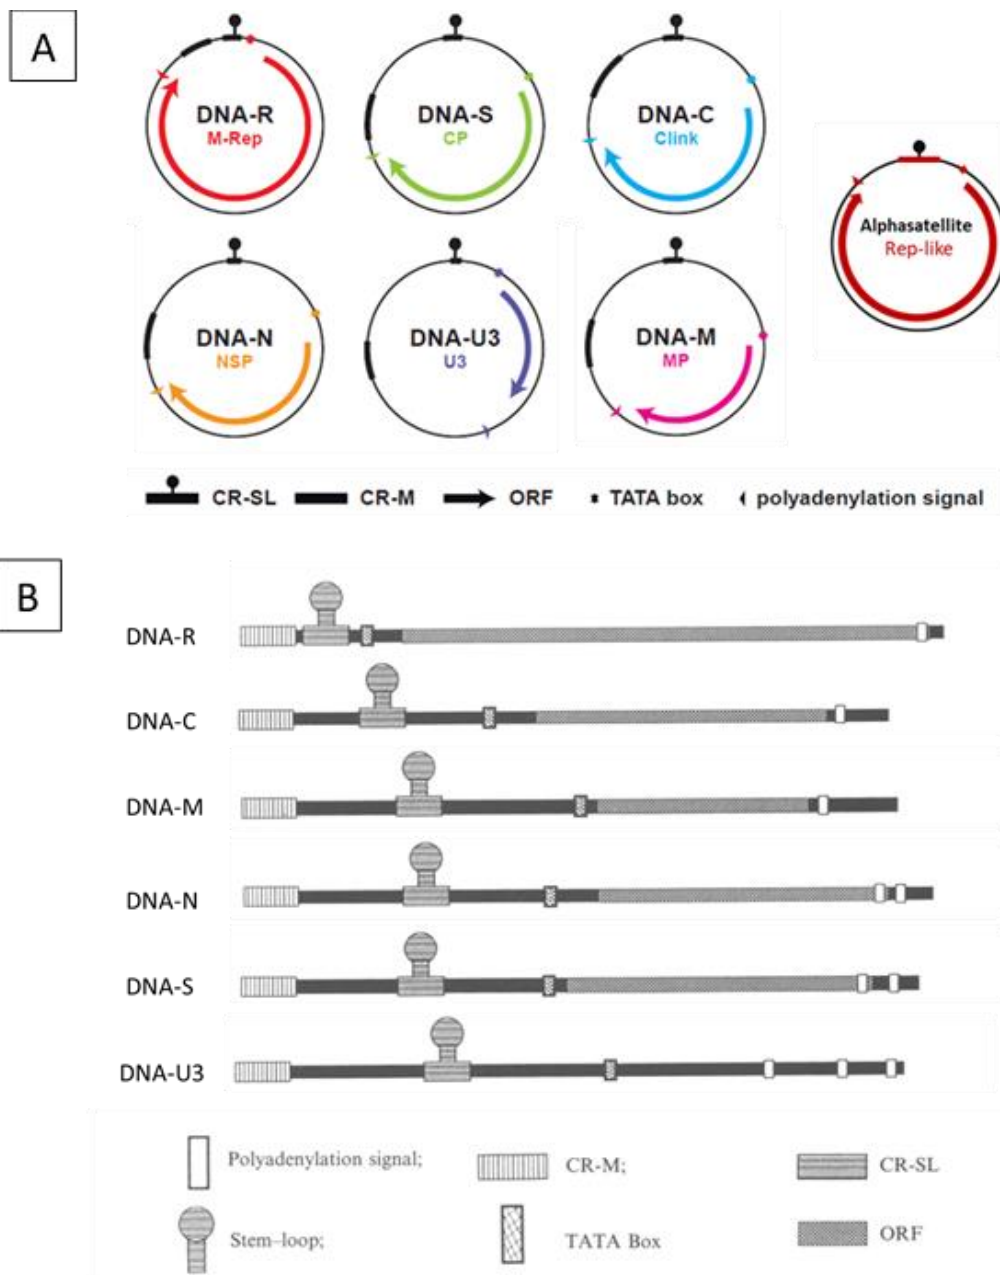 A
DNA-R
M-Rep
DNA-S
CP
DNA-C
Clink
Alphasatellite
Rep-like
DNA-N
NSP
DNA-U3
U3
DNA-M
MP
CR-SL CR-M ORF TATA box polyadenylation signal
B
DNA-R
DNA-C
DNA-M
DNA-N
DNA-S
DNA-U3
Polyadenylation signal; CR-M; CR-SL
Stem–loop; TATA Box ORF